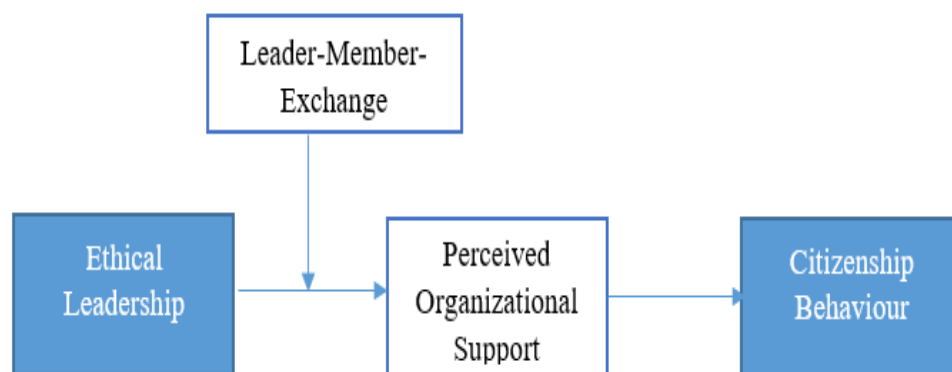 Leader-Member-
Exchange
Ethical
Leadership
Perceived
Organizational
Support
Citizenship
Behaviour